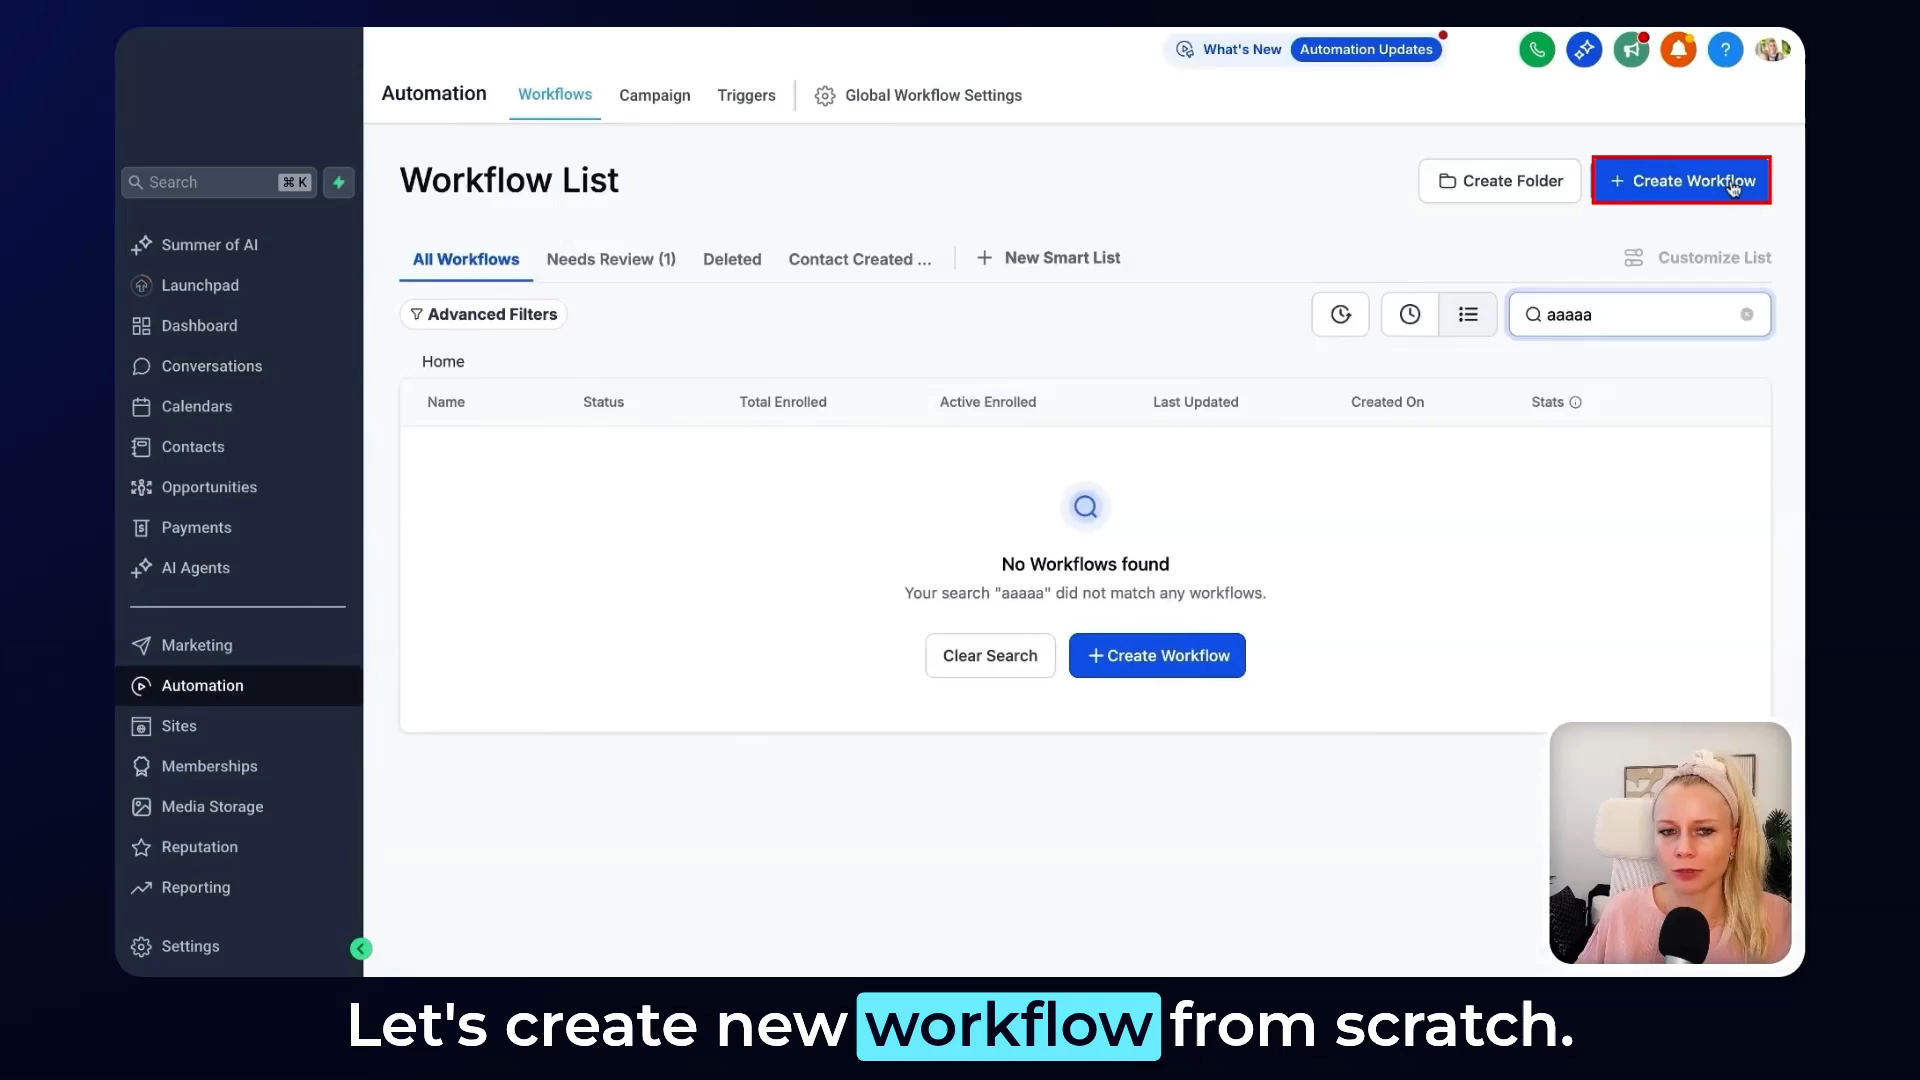 What's New Automation Updates
Automation Workflows Campaign Triggers Global Workflow Settings
Search ⌘ K
Summer of AI
Launchpad
Dashboard
Conversations
Calendars
Contacts
Opportunities
Payments
AI Agents
Marketing
Automation
Sites
Memberships
Media Storage
Reputation
Reporting
Settings
Workflow List
Create Folder
+ Create Workflow
All Workflows Needs Review (1) Deleted Contact Created ... + New Smart List Customize List
Advanced Filters
aaaaa
Home
Name Status Total Enrolled Active Enrolled Last Updated Created On Stats
No Workflows found
Your search "aaaaa" did not match any workflows.
Clear Search + Create Workflow
Let's create new workflow from scratch.